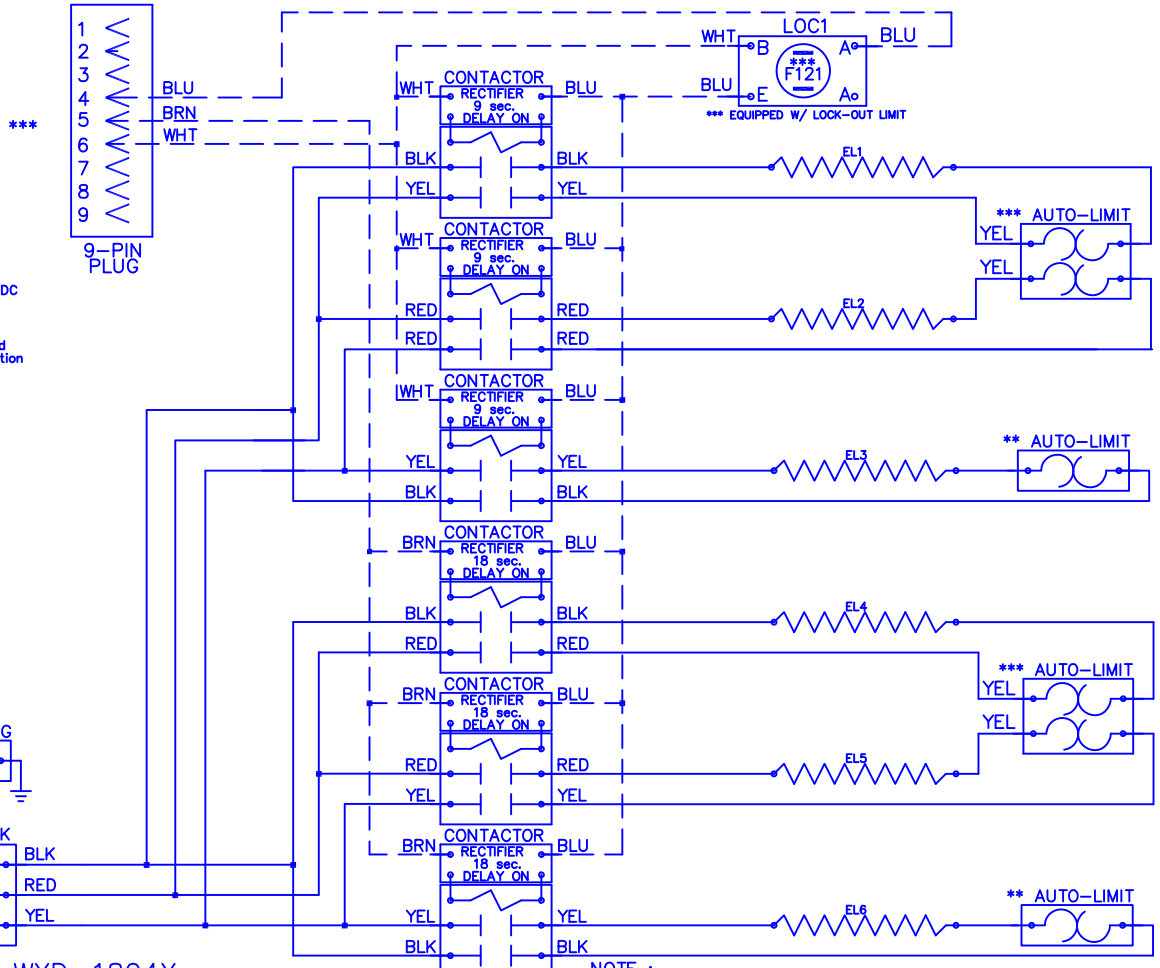 1
2
3
4 BLU
5 BRN
6 WHT
7
8
9
***
9-PIN
PLUG
DC
d
tion
LOC1
WHT B A BLU
***
F121
BLU E A
*** EQUIPPED W/ LOCK-OUT LIMIT
CONTACTOR
WHT RECTIFIER BLU
9 sec.
DELAY ON
BLK BLK EL1
YEL YEL
*** AUTO-LIMIT
YEL
YEL
CONTACTOR
WHT RECTIFIER BLU
9 sec.
DELAY ON
RED RED EL2
RED RED
CONTACTOR
WHT RECTIFIER BLU
9 sec.
DELAY ON
YEL YEL EL3
BLK BLK
** AUTO-LIMIT
CONTACTOR
BRN RECTIFIER BLU
18 sec.
DELAY ON
BLK BLK EL4
RED RED
*** AUTO-LIMIT
YEL
YEL
CONTACTOR
BRN RECTIFIER BLU
18 sec.
DELAY ON
RED RED EL5
YEL YEL
CONTACTOR
BRN RECTIFIER BLU
18 sec.
DELAY ON
YEL YEL EL6
BLK BLK
** AUTO-LIMIT
G
K
BLK
RED
YEL
NOTE :